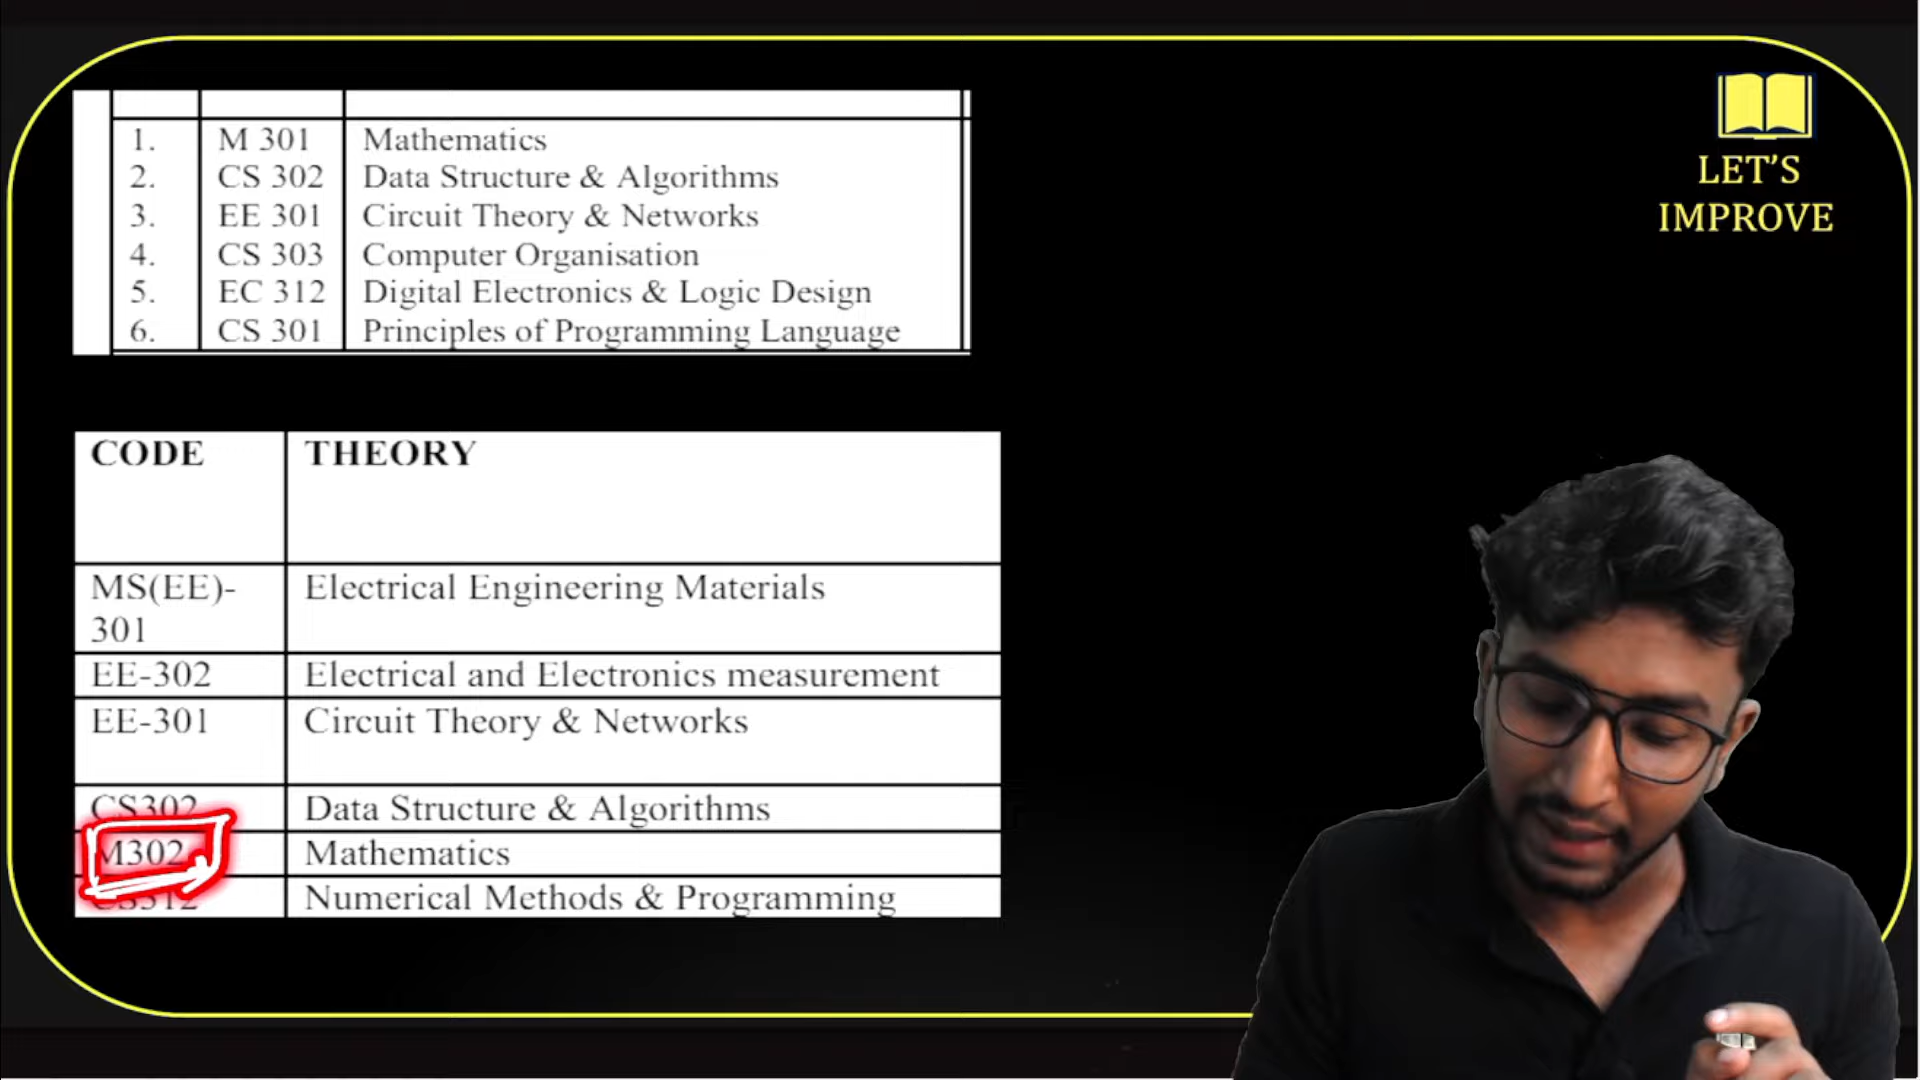 LET'S
IMPROVE
1. M 301 Mathematics
2. CS 302 Data Structure & Algorithms
3. EE 301 Circuit Theory & Networks
4. CS 303 Computer Organisation
5. EC 312 Digital Electronics & Logic Design
6. CS 301 Principles of Programming Language
CODE THEORY
MS(EE)- Electrical Engineering Materials
301
EE-302 Electrical and Electronics measurement
EE-301 Circuit Theory & Networks
CS302 Data Structure & Algorithms
M302 Mathematics
CS312 Numerical Methods & Programming